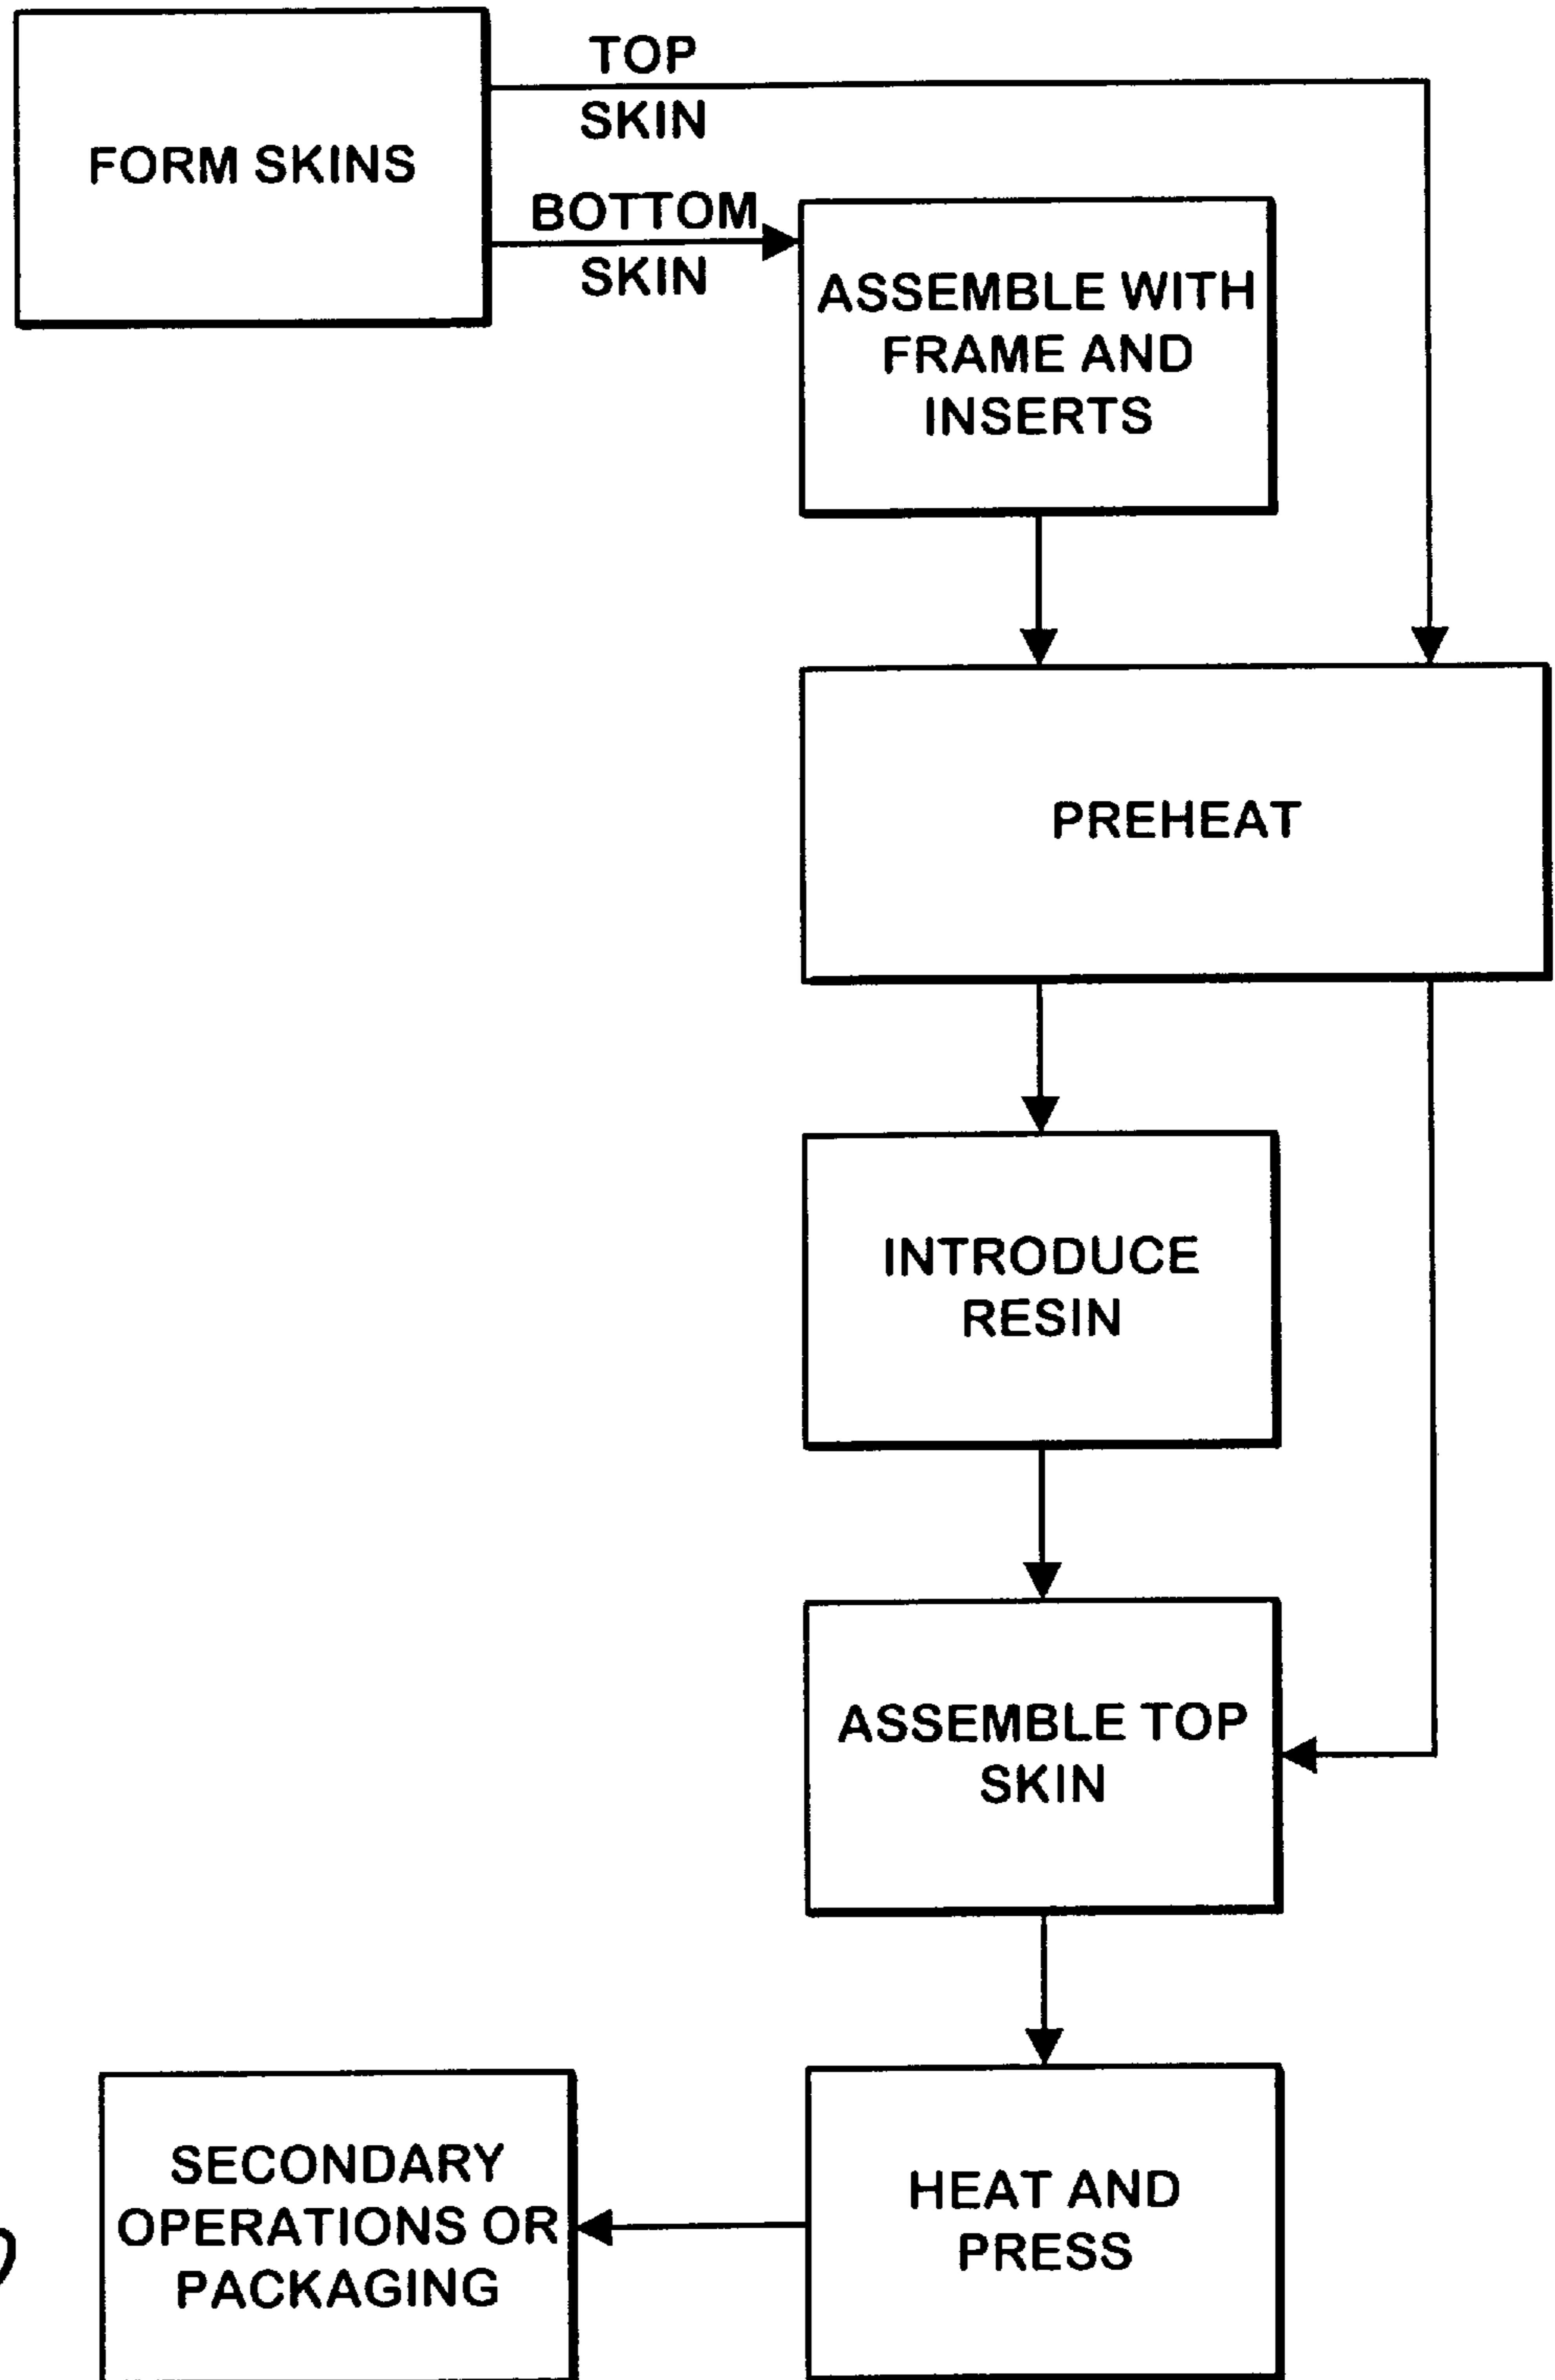 FORM SKINS
TOP
SKIN
BOTTOM
SKIN
ASSEMBLE WITH
FRAME AND
INSERTS
PREHEAT
INTRODUCE
RESIN
ASSEMBLE TOP
SKIN
HEAT AND
PRESS
SECONDARY
OPERATIONS OR
PACKAGING